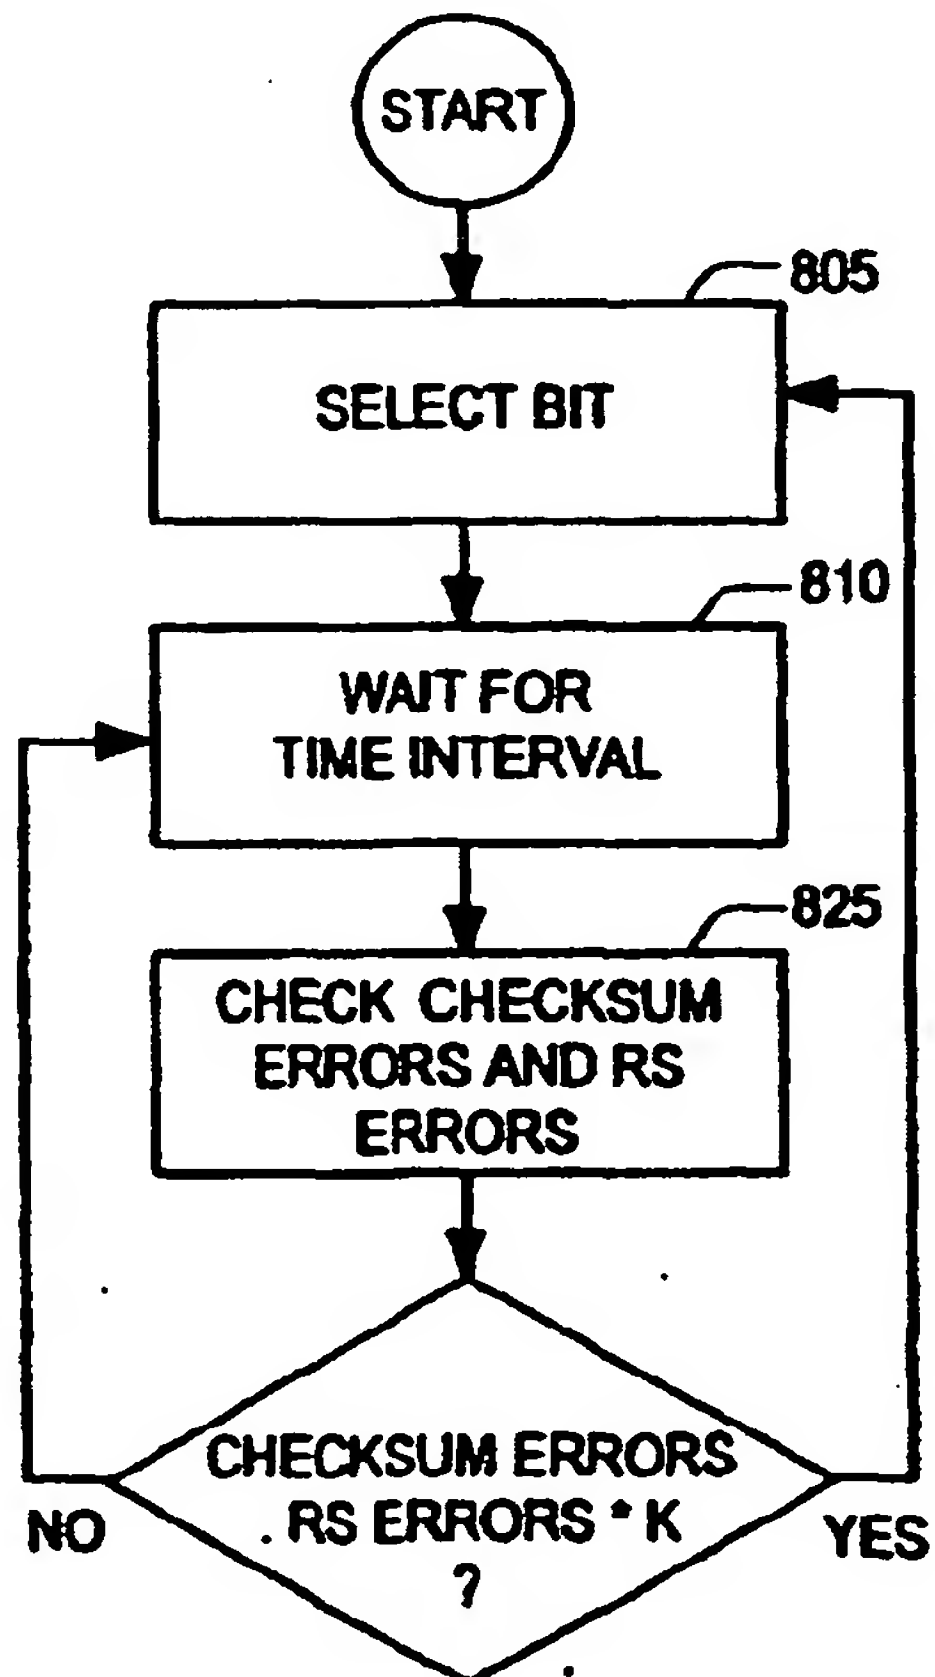 START
805
SELECT BIT
810
WAIT FOR
TIME INTERVAL
825
CHECK CHECKSUM
ERRORS AND RS
ERRORS
CHECKSUM ERRORS
. RS ERRORS * K
?
NO
YES